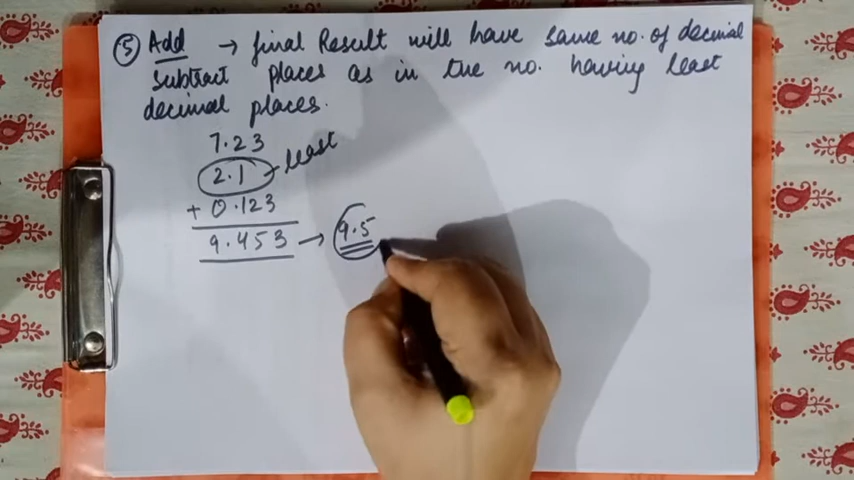 5 Add → final Result will have same no. of decimal
Subtract places as in the no. having least
decimal places.
7.23
2.1 least
+ 0.123
9.453 → 9.5